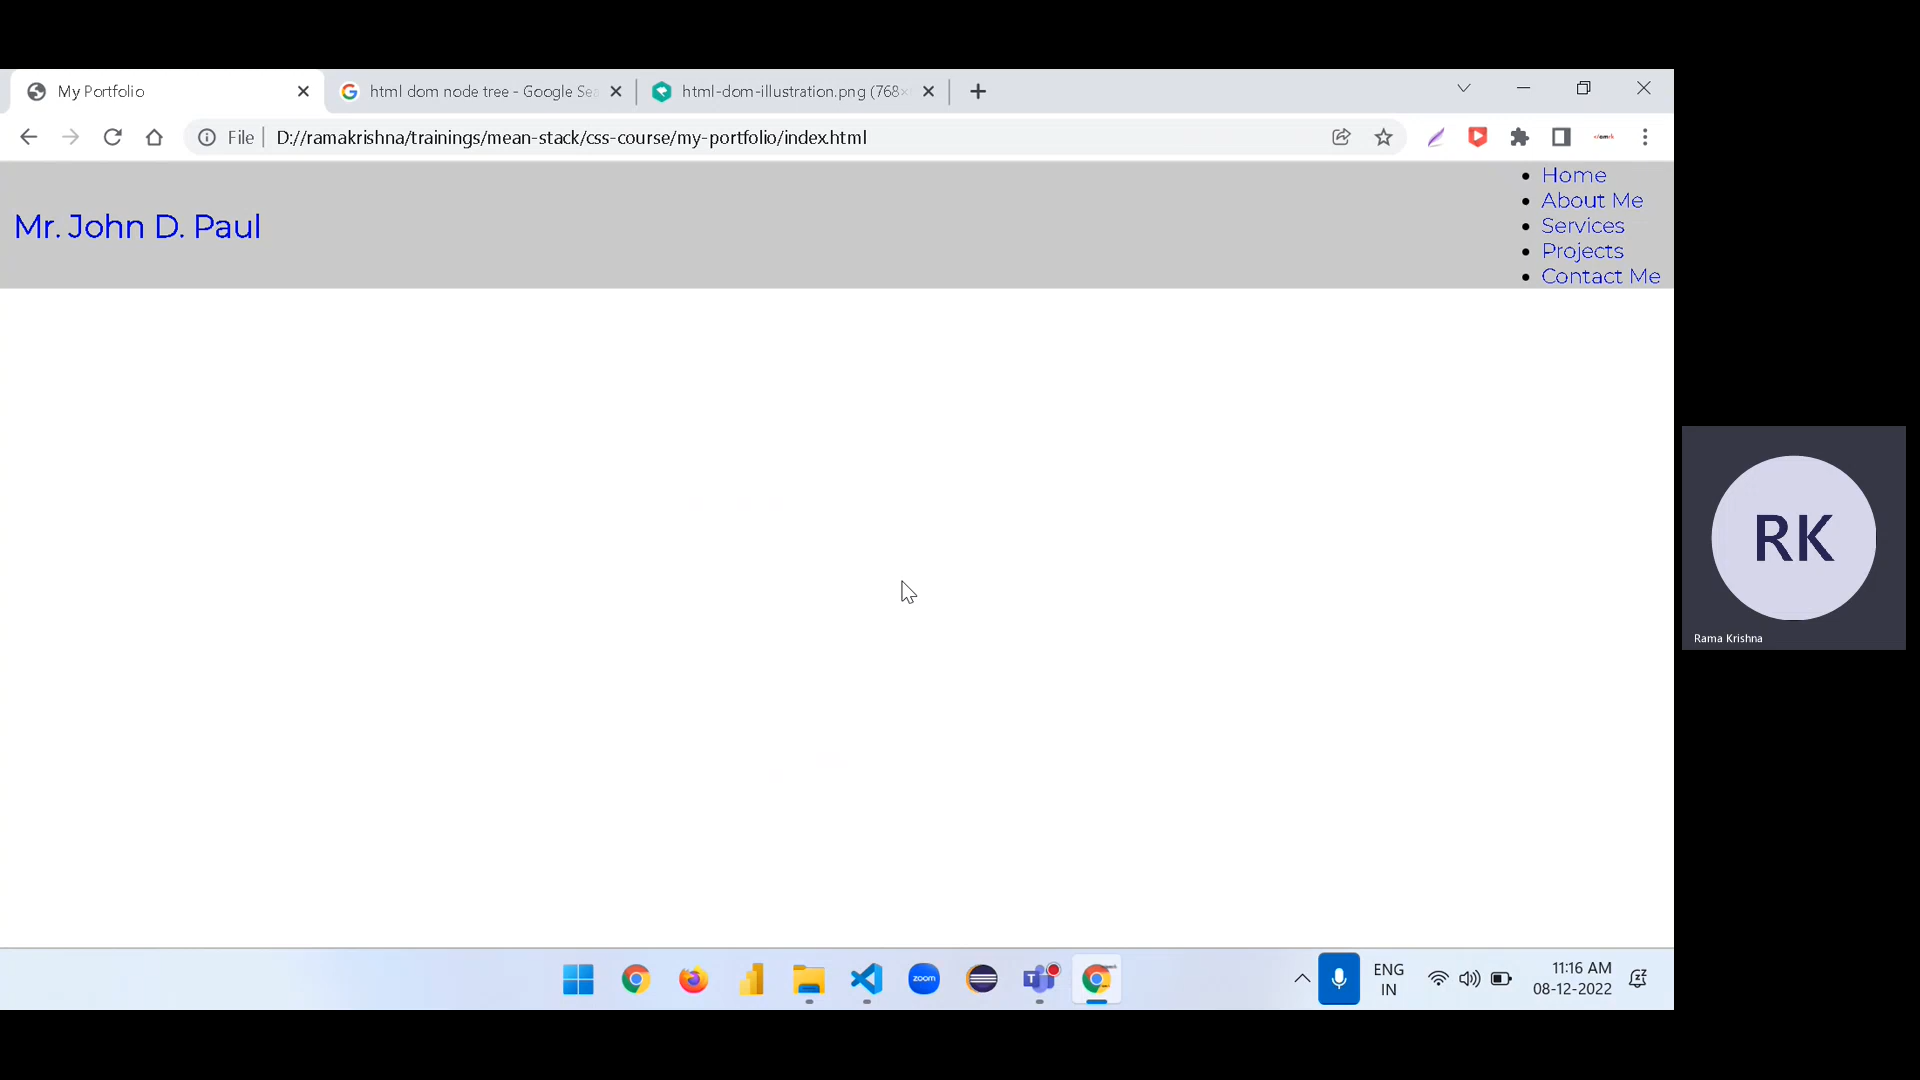 My Portfolio
html dom node tree - Google Sea
html-dom-illustration.png (768×
File
D://ramakrishna/trainings/mean-stack/css-course/my-portfolio/index.html
Mr. John D. Paul
Home
About Me
Services
Projects
Contact Me
RK
Rama Krishna
zoom
ENG
IN
11:16 AM
08-12-2022